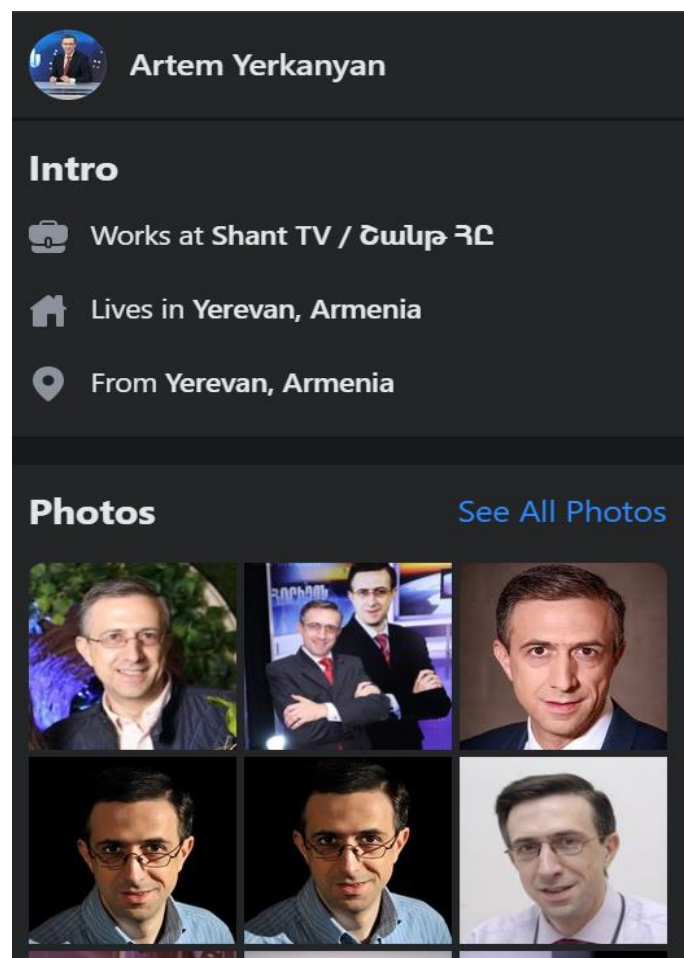 Artem Yerkanyan
Intro
Works at Shant TV / Շանթ ՀԸ
Lives in Yerevan, Armenia
From Yerevan, Armenia
Photos
See All Photos
ՀՈՐԻԶՈՆ